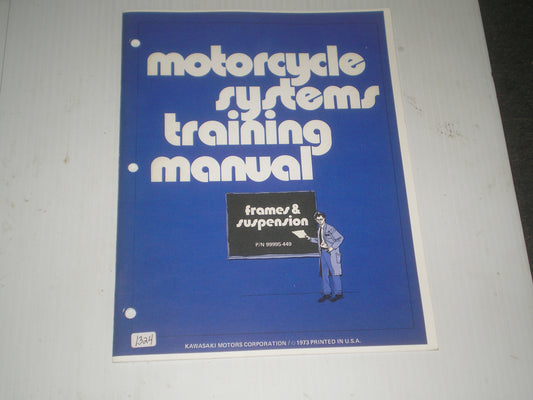 motorcycle
systems
training
manual
frames &
suspension
P/N 99995-449
1324
KAWASAKI MOTORS CORPORATION / © 1973 PRINTED IN U.S.A.